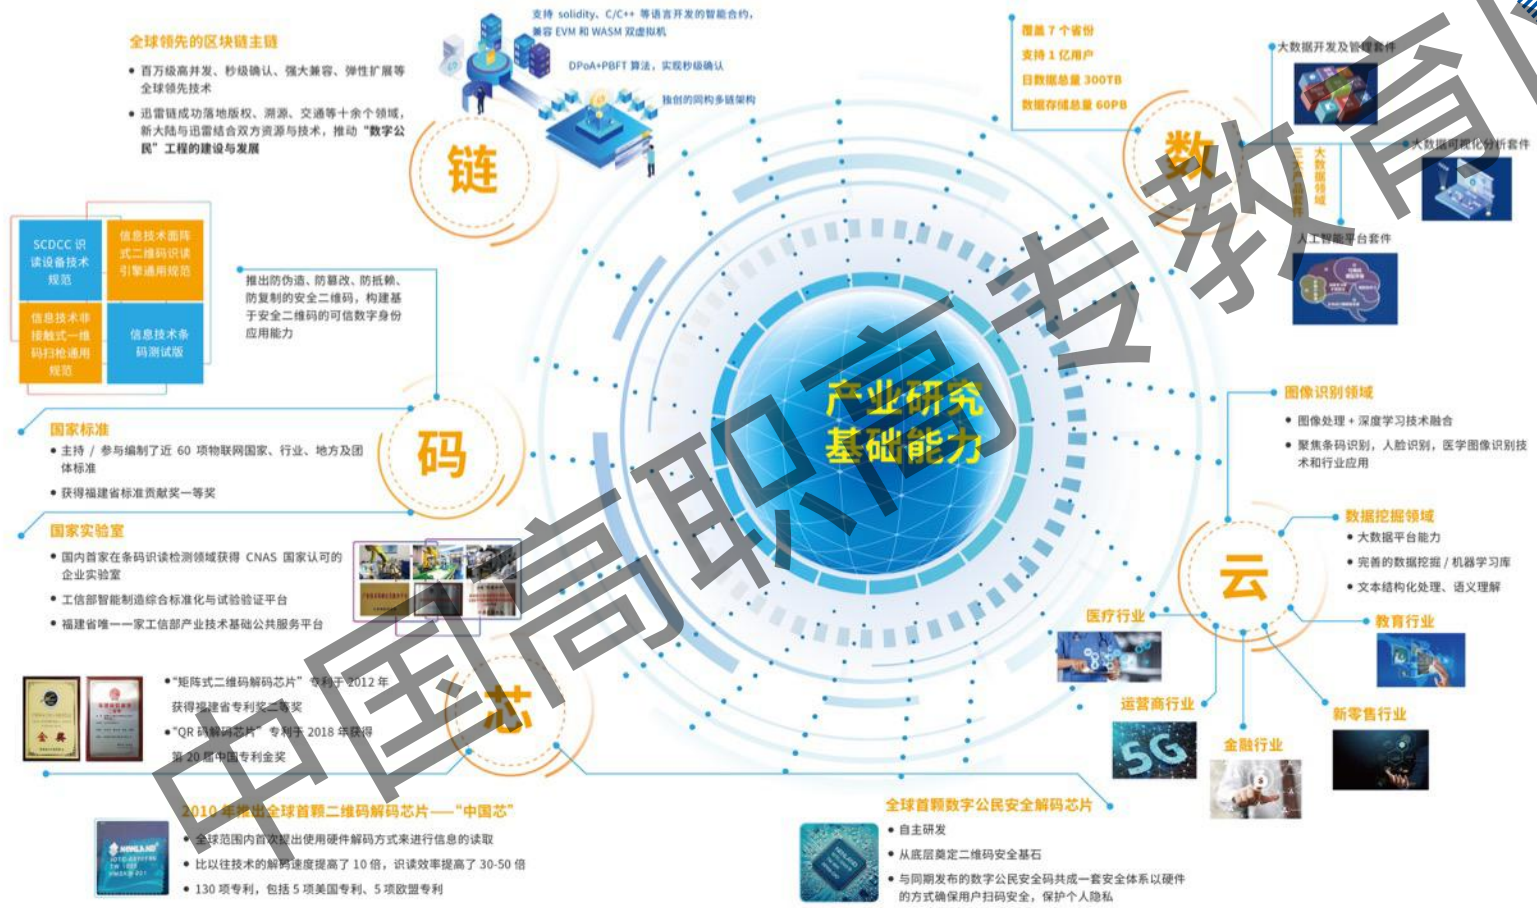 全球领先的区块链主链
● 百万级高并发、秒级确认、强大兼容、弹性扩展等
全球领先技术
● 迅雷链成功落地版权、溯源、交通等十余个领域，
新大陆与迅雷结合双方资源与技术，推动“数字公
民”工程的建设与发展
支持 solidity、C/C++ 等语言开发的智能合约，
兼容 EVM 和 WASM 双虚拟机
DPoA+PBFT 算法，实现秒级确认
独创的同构多链架构
链
覆盖 7 个省份
支持 1 亿用户
日数据总量 300TB
数据存储总量 60PB
数
大数据开发及管理套件
大数据可视化分析套件
大数据领域
三大产品套件
人工智能平台套件
SCDCC 识
读设备技术
规范
信息技术面阵
式二维码识读
引擎通用规范
信息技术非
接触式一维
码扫枪通用
规范
信息技术条
码测试版
推出防伪造、防篡改、防抵赖、
防复制的安全二维码，构建基
于安全二维码的可信数字身份
应用能力
码
国家标准
● 主持 / 参与编制了近 60 项物联网国家、行业、地方及团
体标准
● 获得福建省标准贡献奖一等奖
国家实验室
● 国内首家在条码识读检测领域获得 CNAS 国家认可的
企业实验室
● 工信部智能制造综合标准化与试验验证平台
● 福建省唯一一家工信部产业技术基础公共服务平台
产业研究
基础能力
图像识别领域
● 图像处理 + 深度学习技术融合
● 聚焦条码识别，人脸识别，医学图像识别技
术和行业应用
数据挖掘领域
● 大数据平台能力
● 完善的数据挖掘 / 机器学习库
● 文本结构化处理、语义理解
云
医疗行业
教育行业
运营商行业
5G
金融行业
新零售行业
金奖
●“矩阵式二维码解码芯片”专利于 2012 年
获得福建省专利奖二等奖
●“QR 码解码芯片”专利于 2018 年获得
第 20 届中国专利金奖
芯
2010 年推出全球首颗二维码解码芯片——“中国芯”
● 全球范围内首次提出使用硬件解码方式来进行信息的读取
● 比以往技术的解码速度提高了 10 倍，识读效率提高了 30-50 倍
● 130 项专利，包括 5 项美国专利、5 项欧盟专利
NEWLAND
全球首颗数字公民安全解码芯片
● 自主研发
● 从底层奠定二维码安全基石
● 与同期发布的数字公民安全码共成一套安全体系以硬件
的方式确保用户扫码安全，保护个人隐私
中国高职高专教育